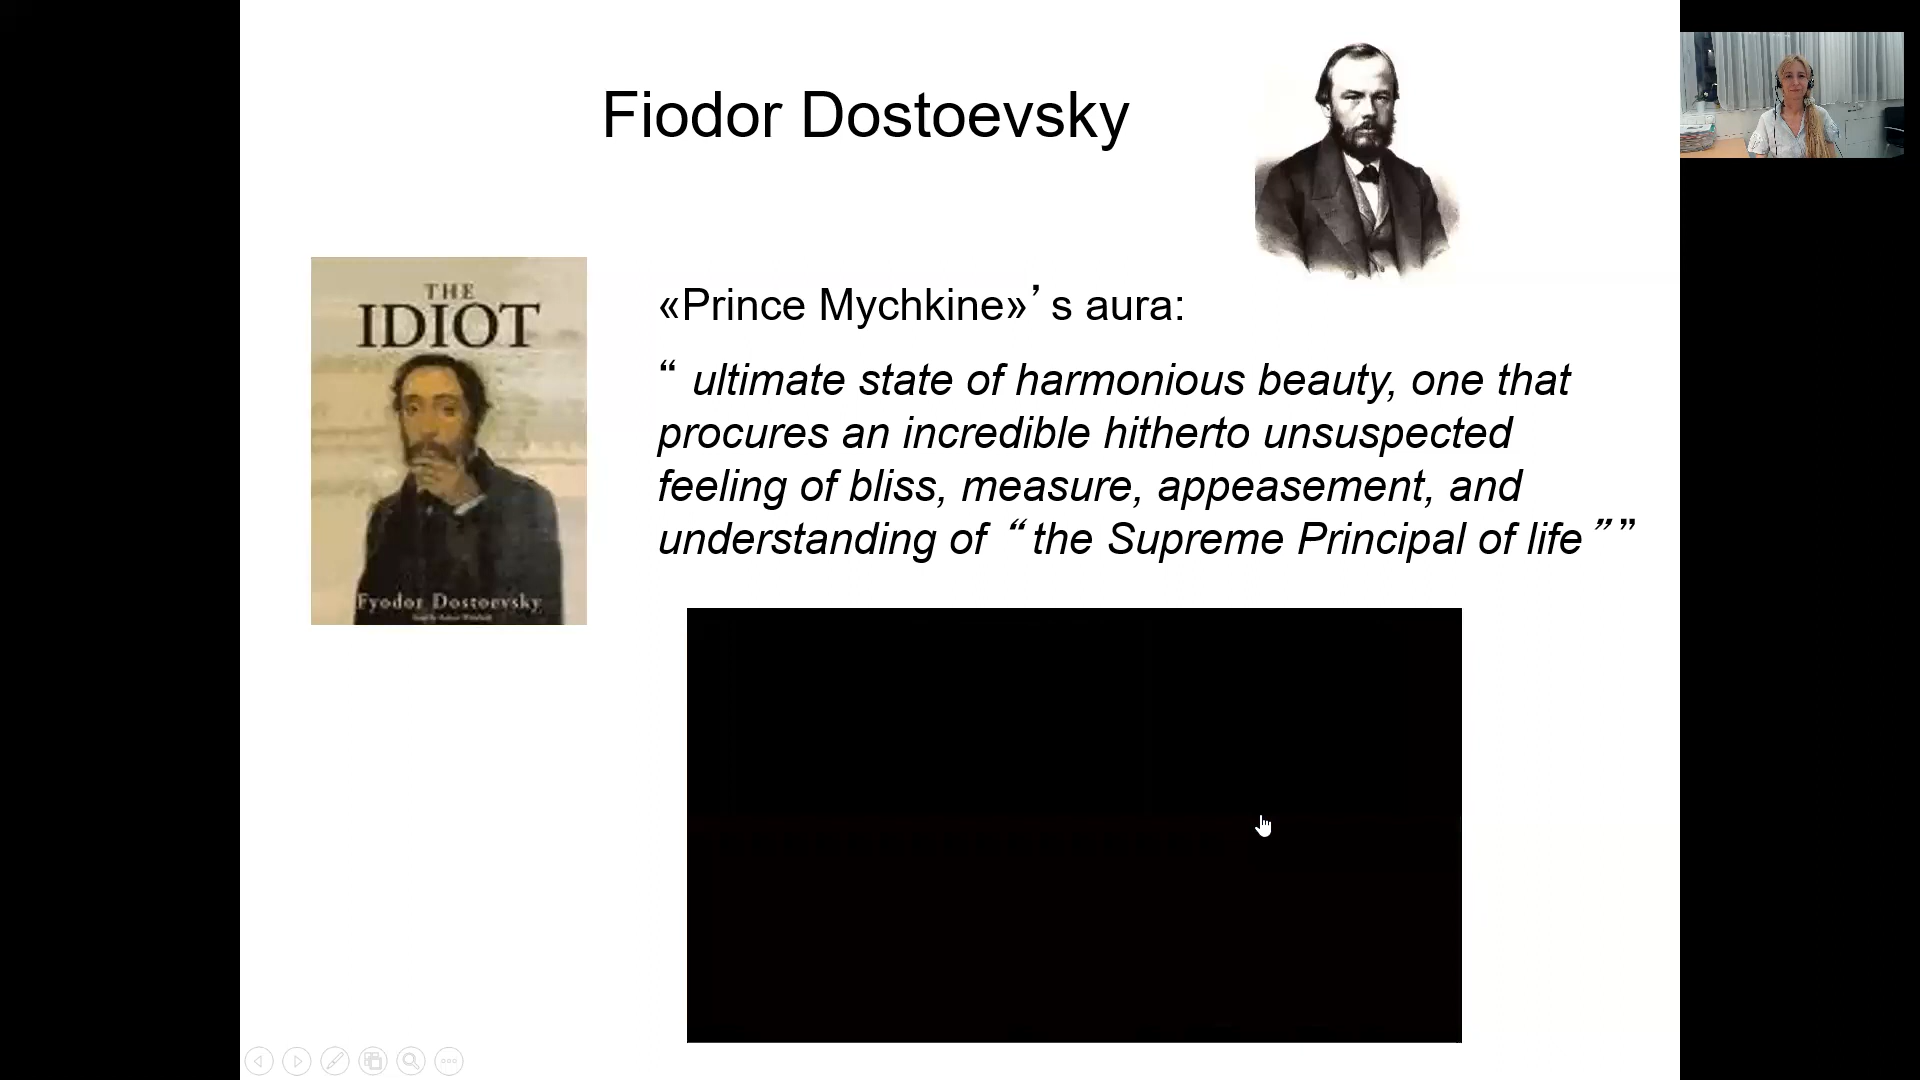 Fiodor Dostoevsky
THE
IDIOT
Fyodor Dostoevsky
«Prince Mychkine»’s aura:
“ ultimate state of harmonious beauty, one that
procures an incredible hitherto unsuspected
feeling of bliss, measure, appeasement, and
understanding of “the Supreme Principal of life””